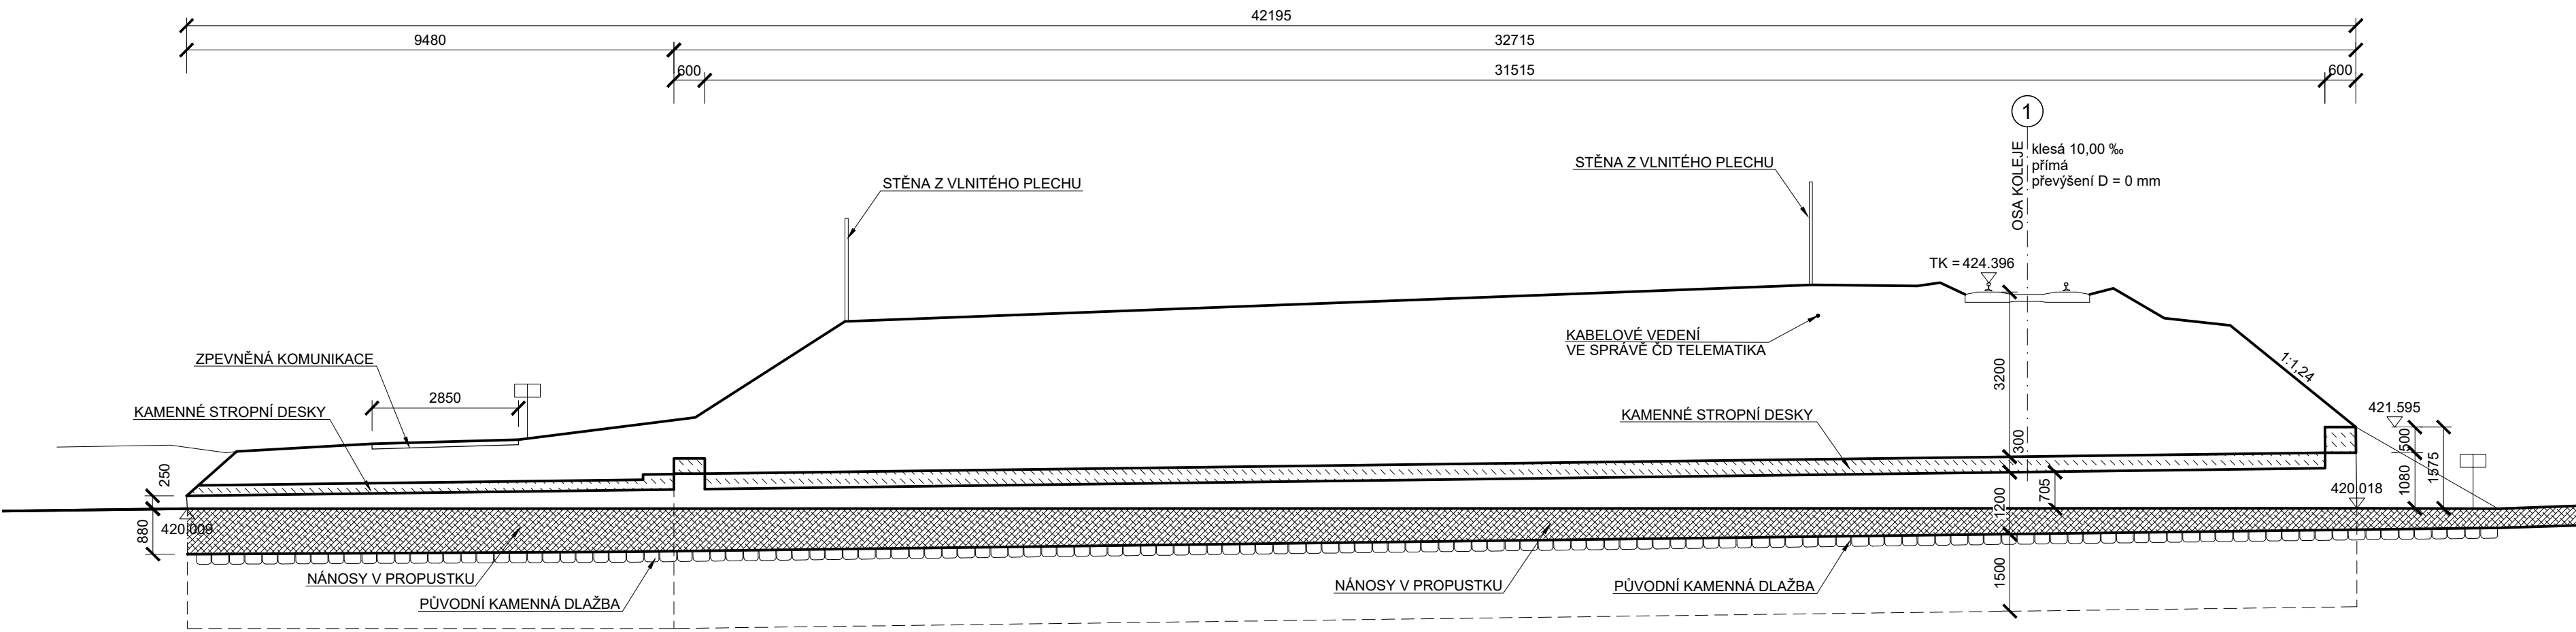 42195
9480
32715
600
31515
600
1
OSA KOLEJE
klesá 10,00 ‰
přímá
převýšení D = 0 mm
STĚNA Z VLNITÉHO PLECHU
STĚNA Z VLNITÉHO PLECHU
TK = 424.396
KABELOVÉ VEDENÍ
VE SPRÁVĚ ČD TELEMATIKA
ZPEVNĚNÁ KOMUNIKACE
2850
KAMENNÉ STROPNÍ DESKY
KAMENNÉ STROPNÍ DESKY
3200
300
1:1,24
421.595
500
1080
1575
250
880
420.009
1200
705
420.018
1500
NÁNOSY V PROPUSTKU
PŮVODNÍ KAMENNÁ DLAŽBA
NÁNOSY V PROPUSTKU
PŮVODNÍ KAMENNÁ DLAŽBA